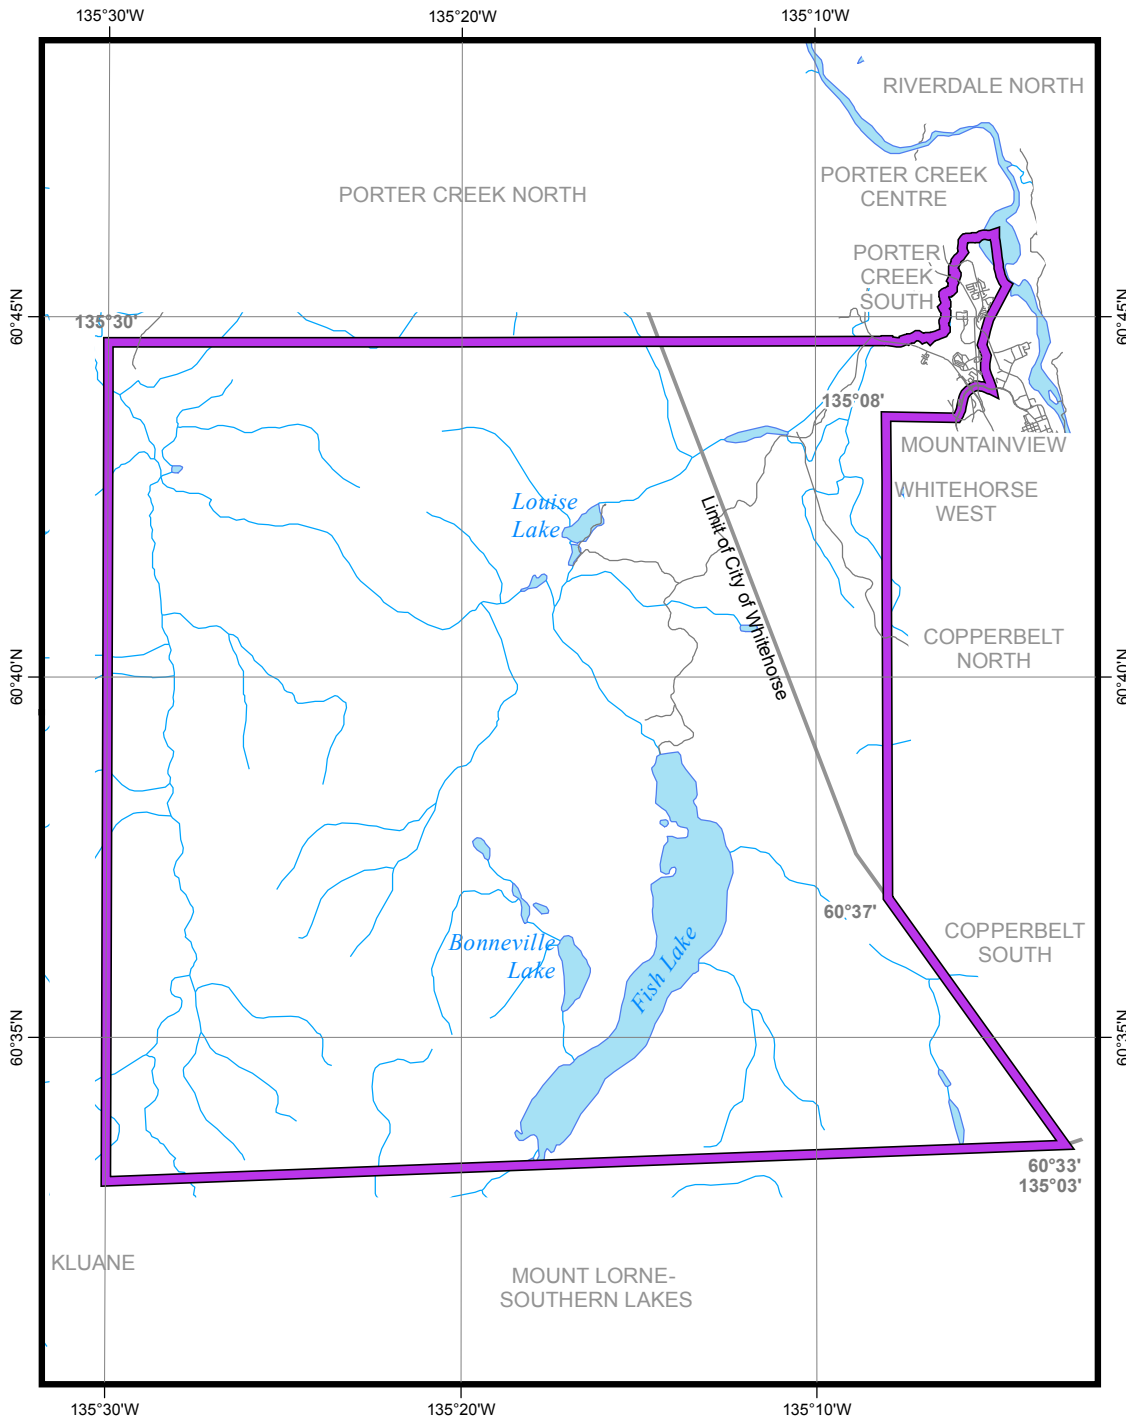 135°30'W
135°20'W
135°10'W
RIVERDALE NORTH
PORTER CREEK
CENTRE
PORTER CREEK NORTH
PORTER
CREEK
SOUTH
60°45'N
60°45'N
135°30'
135°08'
MOUNTAINVIEW
WHITEHORSE
WEST
Louise
Lake
Limit of City of Whitehorse
COPPERBELT
NORTH
60°40'N
60°40'N
60°37'
COPPERBELT
SOUTH
Bonneville
Lake
Fish Lake
60°35'N
60°35'N
60°33'
135°03'
KLUANE
MOUNT LORNE-
SOUTHERN LAKES
135°30'W
135°20'W
135°10'W